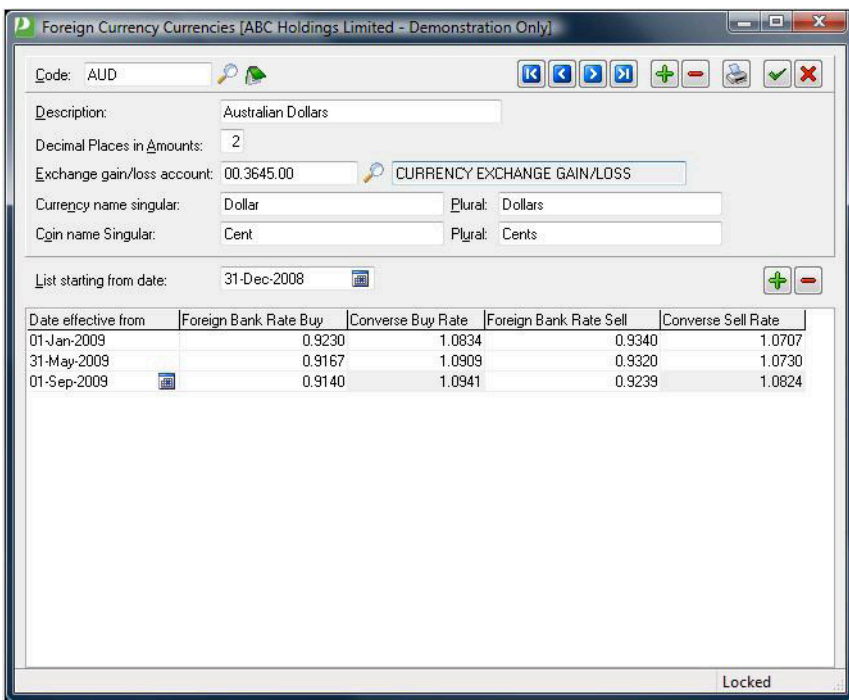 Foreign Currency Currencies [ABC Holdings Limited - Demonstration Only]
Code: AUD
Description: Australian Dollars
Decimal Places in Amounts: 2
Exchange gain/loss account: 00.3645.00 CURRENCY EXCHANGE GAIN/LOSS
Currency name singular: Dollar Plural: Dollars
Coin name Singular: Cent Plural: Cents
List starting from date: 31-Dec-2008
Date effective from Foreign Bank Rate Buy Converse Buy Rate Foreign Bank Rate Sell Converse Sell Rate
01-Jan-2009 0.9230 1.0834 0.9340 1.0707
31-May-2009 0.9167 1.0909 0.9320 1.0730
01-Sep-2009 0.9140 1.0941 0.9239 1.0824
Locked